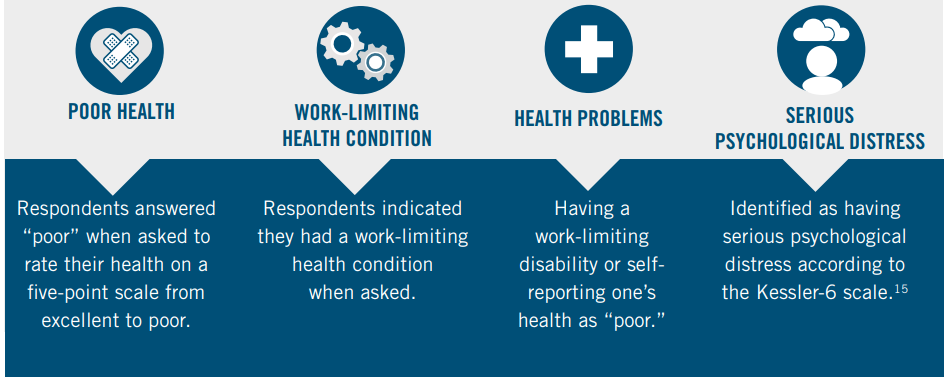 POOR HEALTH
Respondents answered
“poor” when asked to
rate their health on a
five-point scale from
excellent to poor.
WORK-LIMITING
HEALTH CONDITION
Respondents indicated
they had a work-limiting
health condition
when asked.
HEALTH PROBLEMS
Having a
work-limiting
disability or self-
reporting one’s
health as “poor.”
SERIOUS
PSYCHOLOGICAL DISTRESS
Identified as having
serious psychological
distress according to
the Kessler-6 scale.15